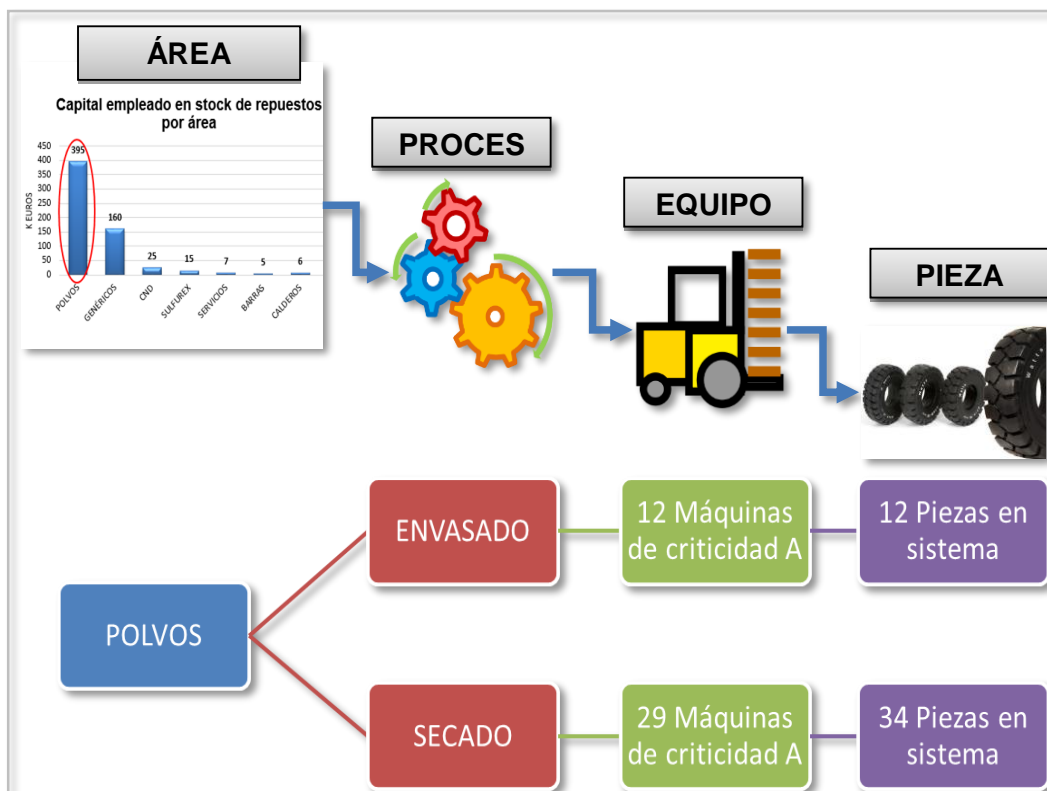 ÁREA
Capital empleado en stock de repuestos
por área
K EUROS
450
400
350
300
250
200
150
100
50
0
395
160
25
15
7
5
6
POLVOS
GENÉRICOS
CND
SULFUREX
SERVICIOS
BARRAS
CALDEROS
PROCES
EQUIPO
PIEZA
POLVOS
ENVASADO
12 Máquinas
de criticidad A
12 Piezas en
sistema
SECADO
29 Máquinas
de criticidad A
34 Piezas en
sistema